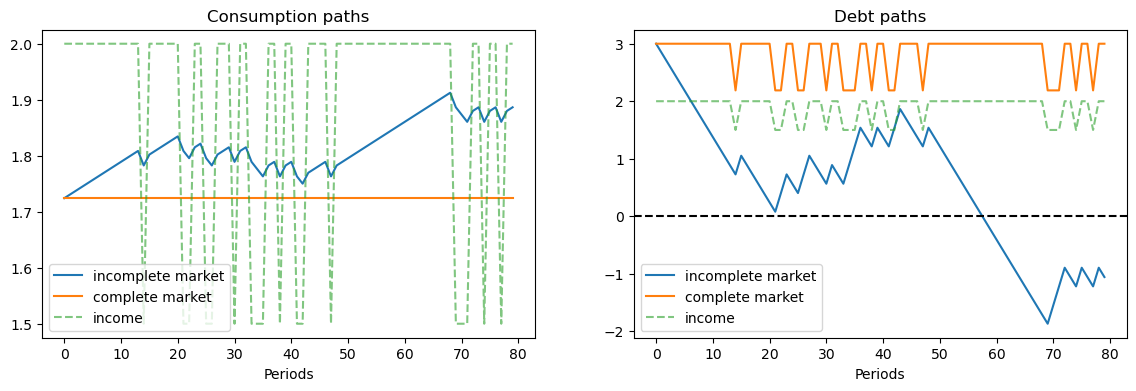 Consumption paths
2.0
1.9
1.8
1.7
1.6
1.5
incomplete market
complete market
income
0 10 20 30 40 50 60 70 80
Periods
Debt paths
3
2
1
0
−1
−2
incomplete market
complete market
income
0 10 20 30 40 50 60 70 80
Periods